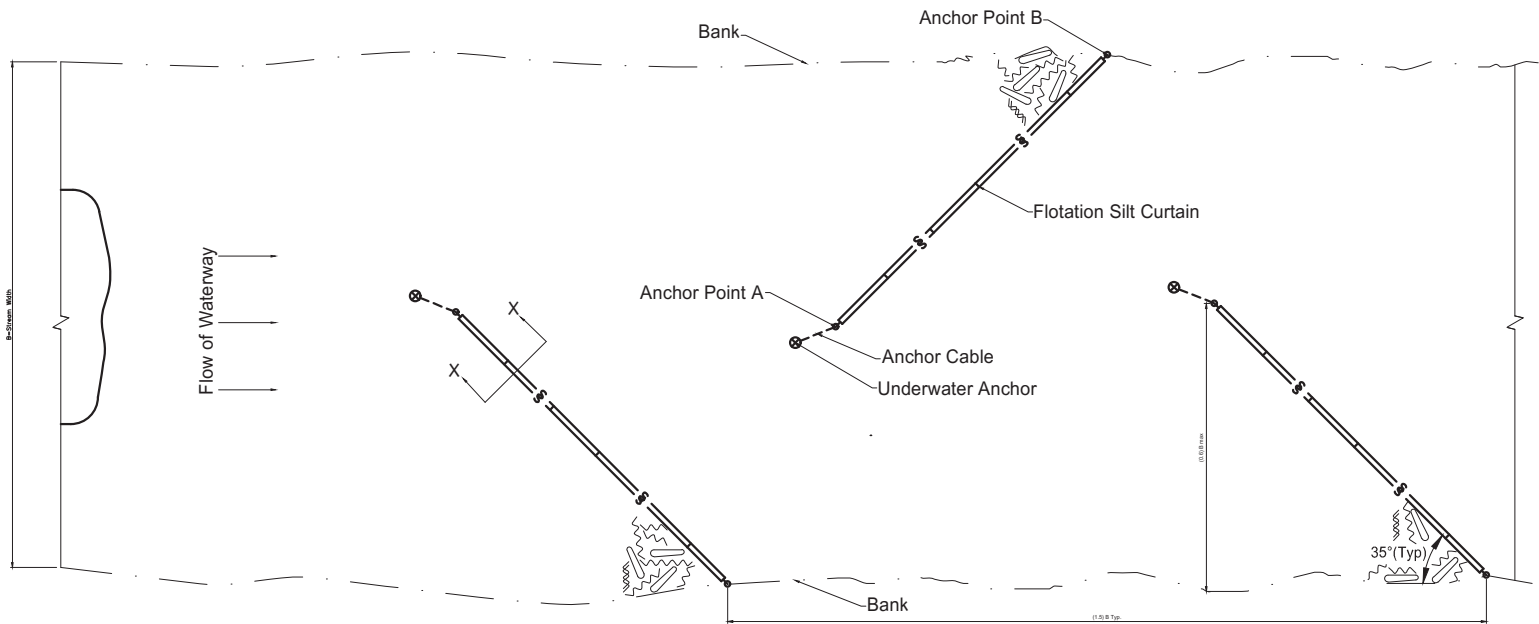 Anchor Point B
Bank
Flotation Silt Curtain
Flow of Waterway
B=Stream Width
Anchor Point A
X
X
Anchor Cable
Underwater Anchor
(0.6) B max
35°(Typ)
Bank
(1.5) B Typ.